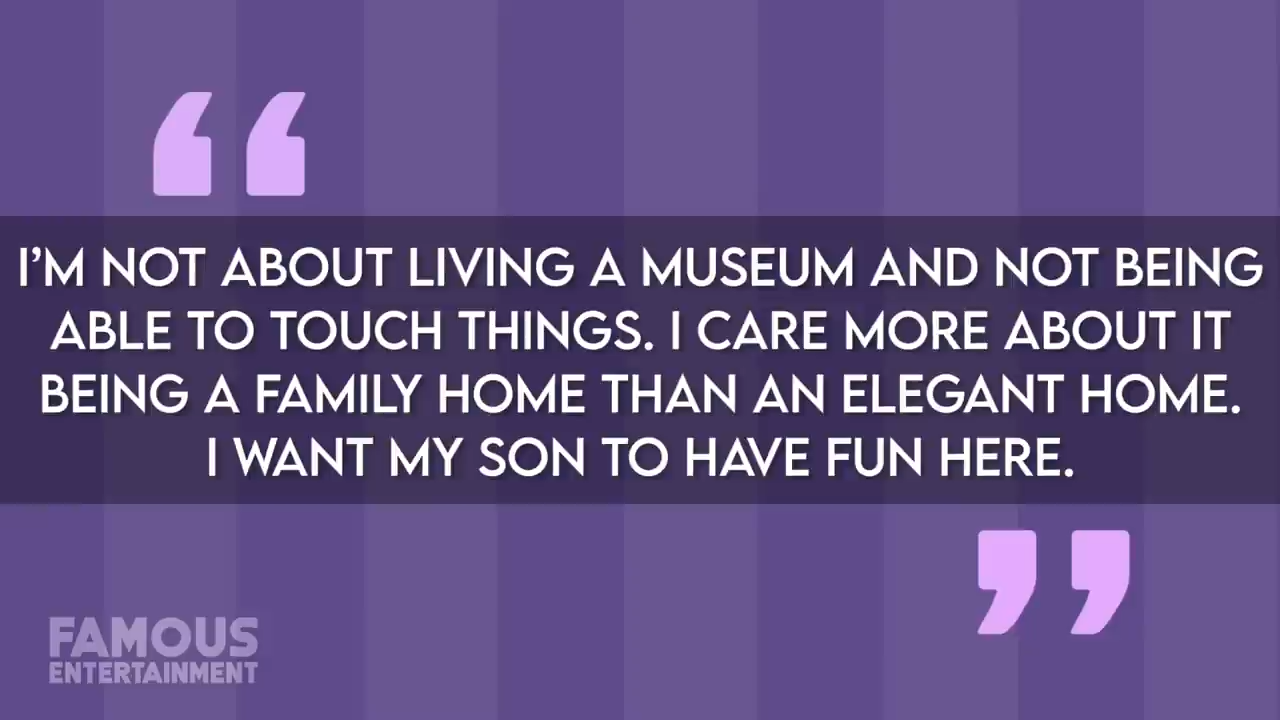 “
I’M NOT ABOUT LIVING A MUSEUM AND NOT BEING
ABLE TO TOUCH THINGS. I CARE MORE ABOUT IT
BEING A FAMILY HOME THAN AN ELEGANT HOME.
I WANT MY SON TO HAVE FUN HERE.
”
FAMOUS
ENTERTAINMENT